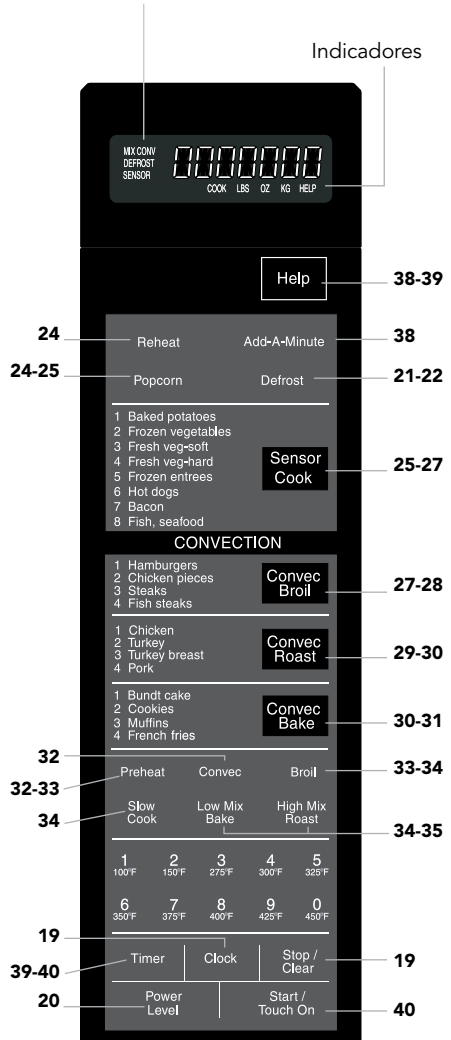 Indicadores
MIX CONV
DEFROST
SENSOR
0000000
COOK LBS OZ KG HELP
Help 38-39
24 Reheat Add-A-Minute 38
24-25 Popcorn Defrost 21-22
1 Baked potatoes
2 Frozen vegetables
3 Fresh veg-soft
4 Fresh veg-hard
5 Frozen entrees
6 Hot dogs
7 Bacon
8 Fish, seafood
Sensor
Cook
25-27
CONVECTION
1 Hamburgers
2 Chicken pieces
3 Steaks
4 Fish steaks
Convec
Broil
27-28
1 Chicken
2 Turkey
3 Turkey breast
4 Pork
Convec
Roast
29-30
1 Bundt cake
2 Cookies
3 Muffins
4 French fries
Convec
Bake
30-31
32
Preheat Convec Broil
32-33
33-34
Slow
Cook
34
Low Mix
Bake
High Mix
Roast
34-35
1 2 3 4 5
100°F 150°F 275°F 300°F 325°F
6 7 8 9 0
350°F 375°F 400°F 425°F 450°F
19
Timer Clock Stop /
Clear
39-40
19
20
Power
Level
Start /
Touch On
40